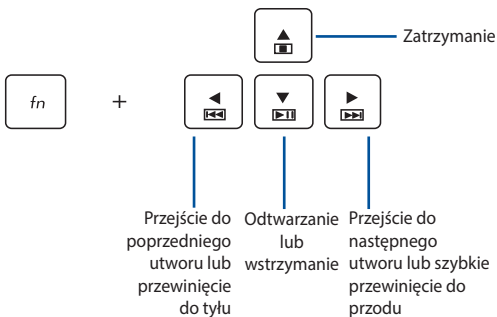 Zatrzymanie
fn
+
Przejście do
poprzedniego
utworu lub
przewinięcie
do tyłu
Odtwarzanie
lub
wstrzymanie
Przejście do
następnego
utworu lub szybkie
przewinięcie do
przodu